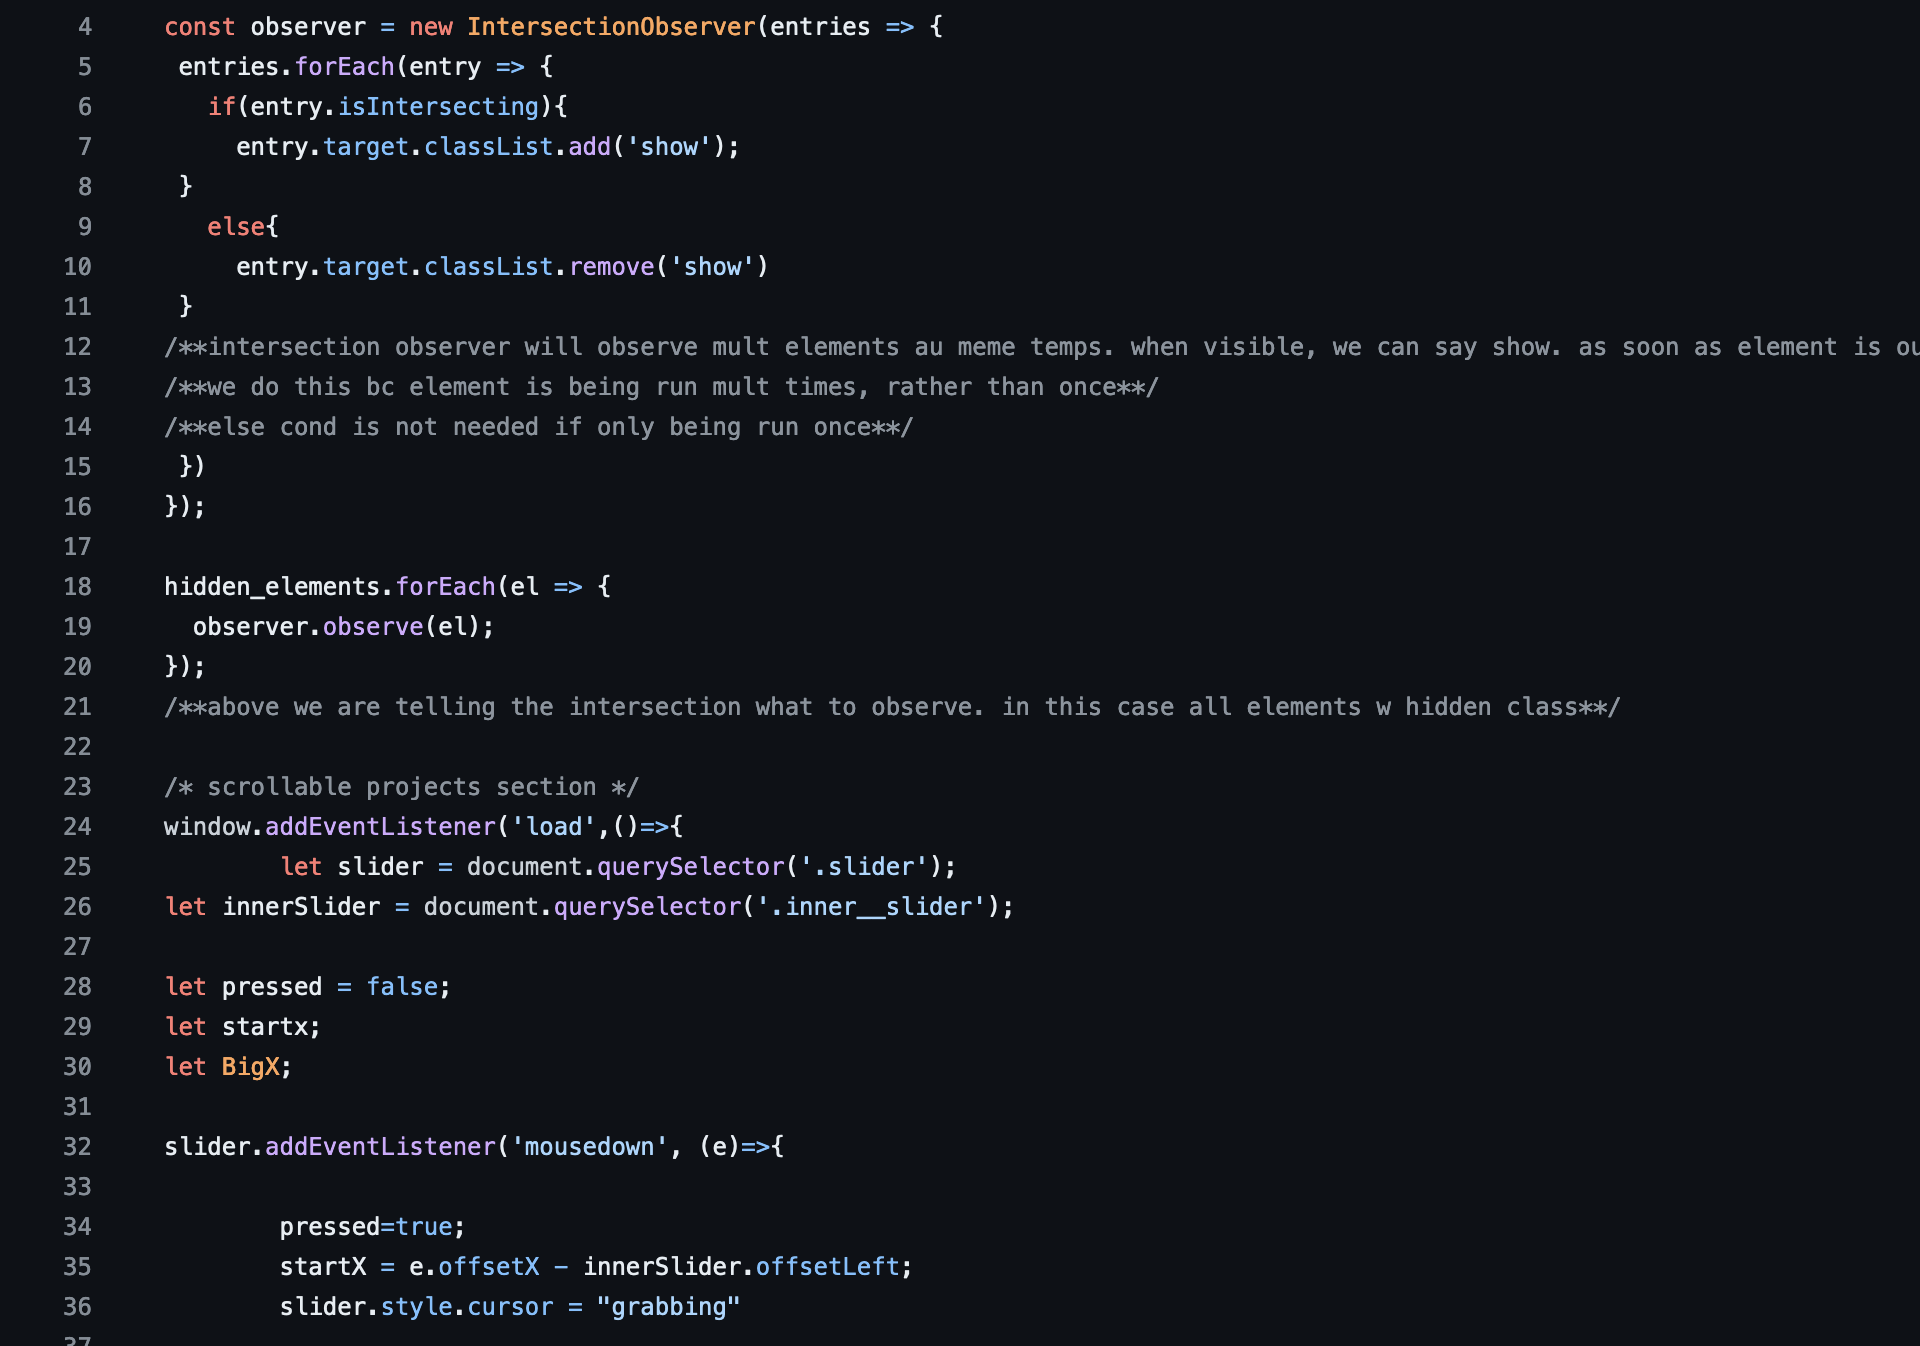 4 const observer = new IntersectionObserver(entries => {
5 entries.forEach(entry => {
6 if(entry.isIntersecting){
7 entry.target.classList.add('show');
8 }
9 else{
10 entry.target.classList.remove('show')
11 }
12 /**intersection observer will observe mult elements au meme temps. when visible, we can say show. as soon as element is
13 /**we do this bc element is being run mult times, rather than once**/
14 /**else cond is not needed if only being run once**/
15 })
16 });
17
18 hidden_elements.forEach(el => {
19 observer.observe(el);
20 });
21 /**above we are telling the intersection what to observe. in this case all elements w hidden class**/
22
23 /* scrollable projects section */
24 window.addEventListener('load',()=>{
25 let slider = document.querySelector('.slider');
26 let innerSlider = document.querySelector('.inner__slider');
27
28 let pressed = false;
29 let startx;
30 let BigX;
31
32 slider.addEventListener('mousedown', (e)=>{
33
34 pressed=true;
35 startX = e.offsetX - innerSlider.offsetLeft;
36 slider.style.cursor = "grabbing"
37